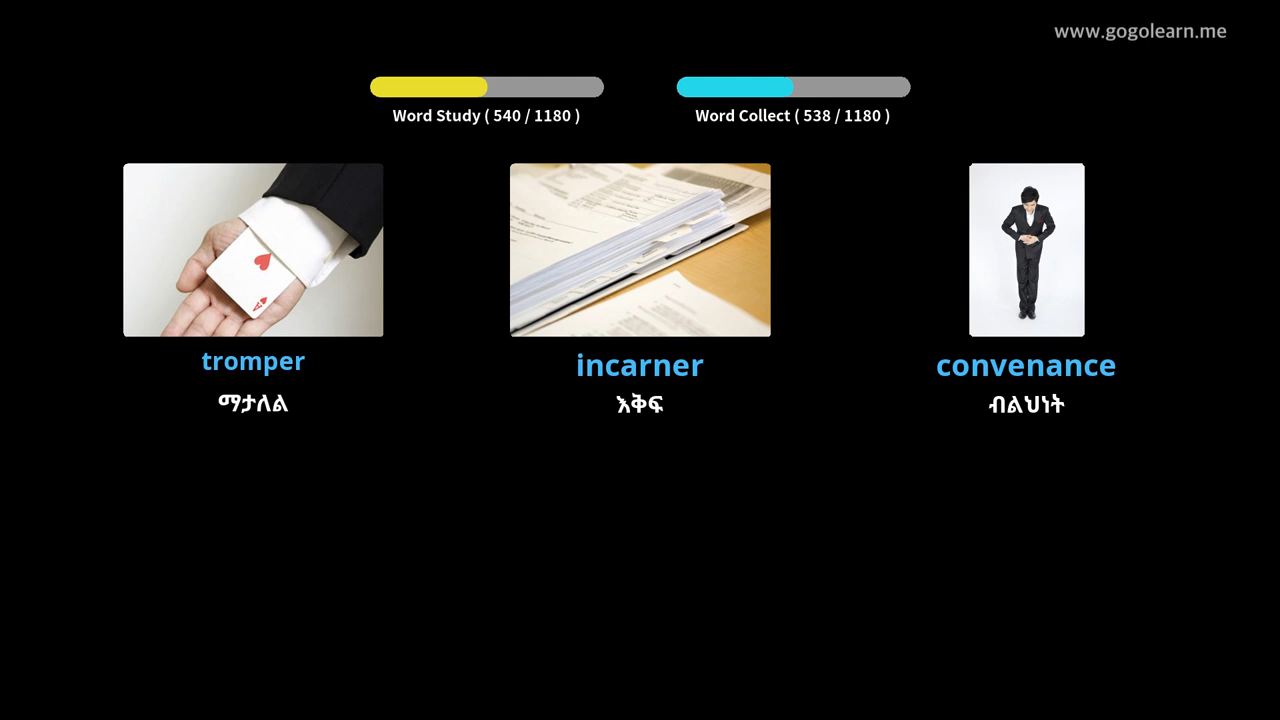 www.gogolearn.me
Word Study ( 540 / 1180 )
Word Collect ( 538 / 1180 )
tromper
incarner
convenance
ማታለል
እቅፍ
ብልህነት